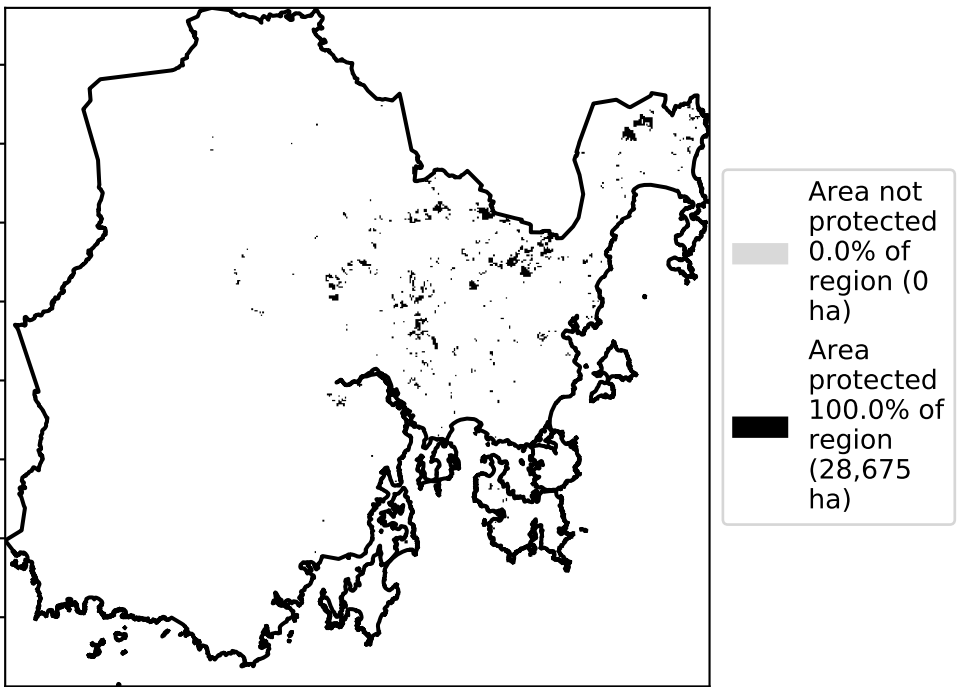 Area not
protected
0.0% of
region (0
ha)
Area
protected
100.0% of
region
(28,675
ha)